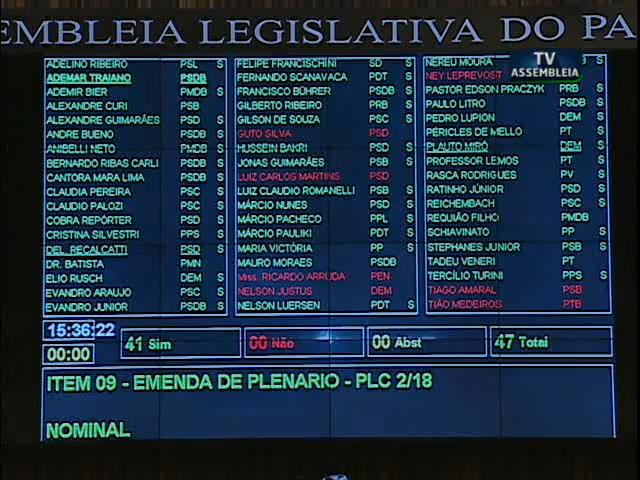 EMBLEIA LEGISLATIVA DO PA
TV ASSEMBLEIA
ADELINO RIBEIRO PSL S
ADEMAR TRAIANO PSDB
ADEMIR BIER PMDB S
ALEXANDRE CURI PSB
ALEXANDRE GUIMARÃES PSD S
ANDRE BUENO PSDB S
ANIBELLI NETO PMDB S
BERNARDO RIBAS CARLI PSDB S
CANTORA MARA LIMA PSDB S
CLAUDIA PEREIRA PSC S
CLAUDIO PALOZI PSC S
COBRA REPÓRTER PSD S
CRISTINA SILVESTRI PPS S
DEL. RECALCATTI PSD S
DR. BATISTA PMN
ELIO RUSCH DEM S
EVANDRO ARAUJO PSC S
EVANDRO JUNIOR PSDB S
FELIPE FRANCISCHINI SD
FERNANDO SCANAVACA PDT S
FRANCISCO BÜHRER PSDB S
GILBERTO RIBEIRO PRB S
GILSON DE SOUZA PSC S
GUTO SILVA PSD
HUSSEIN BAKRI PSD S
JONAS GUIMARÃES PSB S
LUIZ CARLOS MARTINS PSD
LUIZ CLAUDIO ROMANELLI PSB S
MÁRCIO NUNES PSD S
MÁRCIO PACHECO PPL S
MÁRCIO PAULIKI PDT S
MARIA VICTÓRIA PP S
MAURO MORAES PSDB
Miss. RICARDO ARRUDA PEN
NELSON JUSTUS DEM
NELSON LUERSEN PDT S
NEREU MOURA S
NEY LEPREVOST
PASTOR EDSON PRACZYK PRB S
PAULO LITRO PSDB S
PEDRO LUPION DEM S
PÉRICLES DE MELLO PT S
PLAUTO MIRÓ DEM S
PROFESSOR LEMOS PT S
RASCA RODRIGUES PV S
RATINHO JÚNIOR PSD S
REICHENBACH PSC S
REQUIÃO FILHO PMDB
SCHIAVINATO PP S
STEPHANES JUNIOR PSB S
TADEU VENERI PT
TERCÍLIO TURINI PPS S
TIAGO AMARAL PSB
TIÃO MEDEIROS PTB
15:36:22
00:00
41 Sim
00 Não
00 Abst
47 Total
ITEM 09 - EMENDA DE PLENARIO - PLC 2/18
NOMINAL